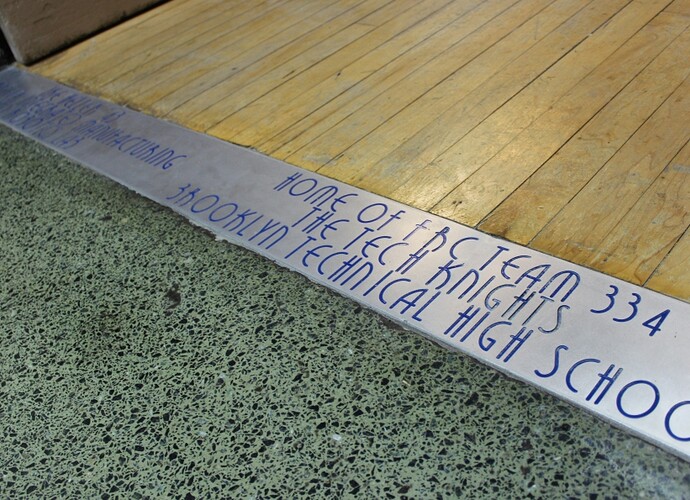 MANUFACTURING
HOME OF FRC TEAM 334
THE TECH KNIGHTS
BROOKLYN TECHNICAL HIGH SCHOO